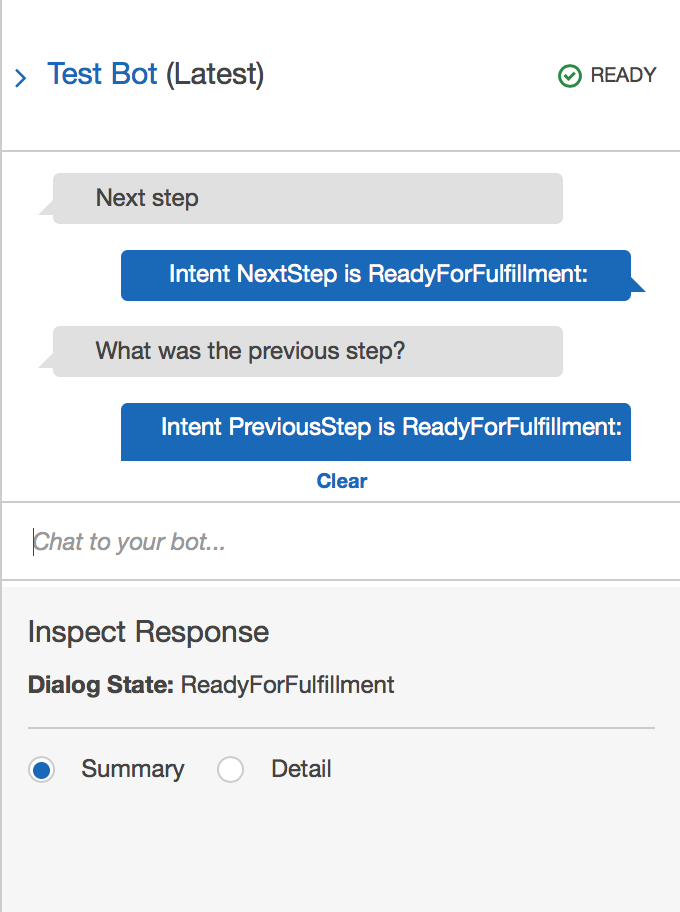 Test Bot (Latest)
READY
Next step
Intent NextStep is ReadyForFulfillment:
What was the previous step?
Intent PreviousStep is ReadyForFulfillment:
Clear
Chat to your bot...
Inspect Response
Dialog State: ReadyForFulfillment
Summary Detail